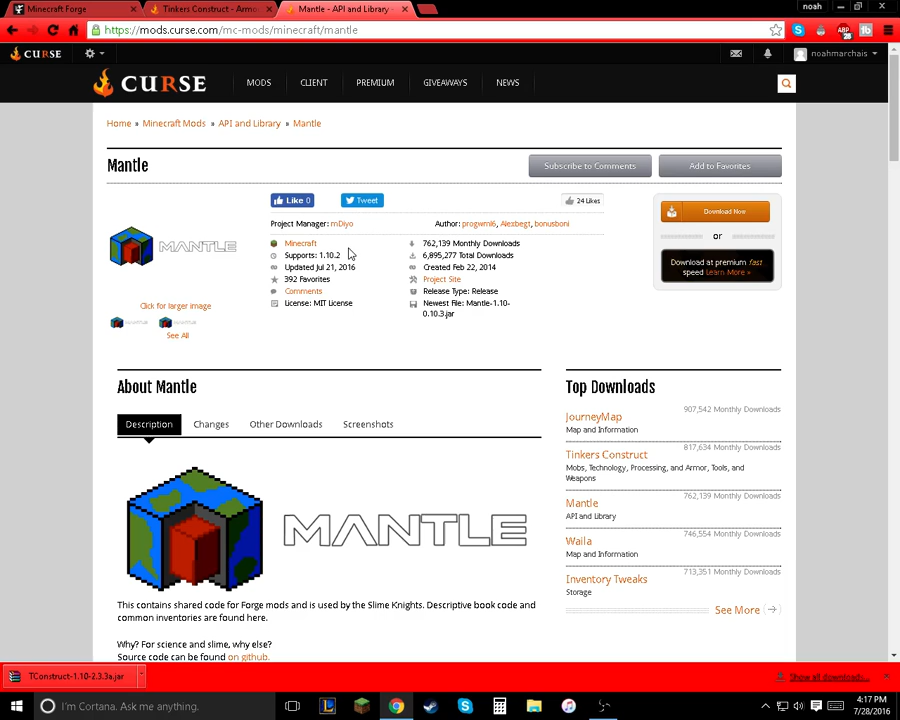 noah
Minecraft Forge
Tinkers Construct - Armo
Mantle - API and Library -
https://mods.curse.com/mc-mods/minecraft/mantle
CURSE
noahmarchais
CURSE
MODS
CLIENT
PREMIUM
GIVEAWAYS
NEWS
Home » Minecraft Mods » API and Library » Mantle
Mantle
Subscribe to Comments
Add to Favorites
Like 0
Tweet
24 Likes
Download Now
or
Download at premium fast
speed Learn More »
Project Manager: mDiyo
Author: progwml6, Alexbegt, bonusboni
MANTLE
Minecraft
Supports: 1.10.2
Updated Jul 21, 2016
392 Favorites
Comments
License: MIT License
762,139 Monthly Downloads
6,895,277 Total Downloads
Created Feb 22, 2014
Project Site
Release Type: Release
Newest File: Mantle-1.10-
0.10.3.jar
Click for larger image
See All
About Mantle
Description
Changes
Other Downloads
Screenshots
MANTLE
This contains shared code for Forge mods and is used by the Slime Knights. Descriptive book code and
common inventories are found here.
Why? For science and slime, why else?
Source code can be found on github.
Top Downloads
JourneyMap
907,542 Monthly Downloads
Map and Information
817,634 Monthly Downloads
Tinkers Construct
Mobs, Technology, Processing, and Armor, Tools, and
Weapons
762,139 Monthly Downloads
Mantle
API and Library
746,554 Monthly Downloads
Waila
Map and Information
713,351 Monthly Downloads
Inventory Tweaks
Storage
See More
TConstruct-1.10-2.3.3a.jar
Show all downloads...
I'm Cortana. Ask me anything.
4:17 PM
7/28/2016